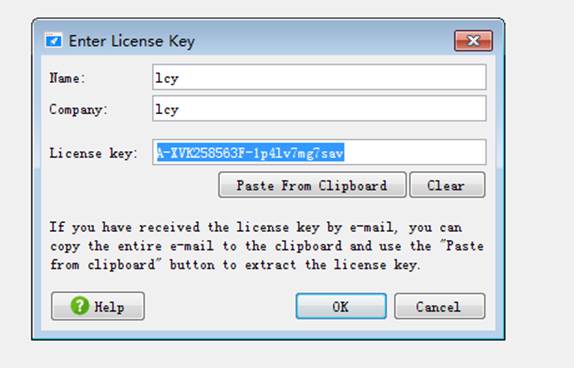 Enter License Key
Name: lcy
Company: lcy
License key: A-XVK258563F-1p4lv7mg7sav
Paste From Clipboard Clear
If you have received the license key by e-mail, you can
copy the entire e-mail to the clipboard and use the "Paste
from clipboard" button to extract the license key.
? Help OK Cancel